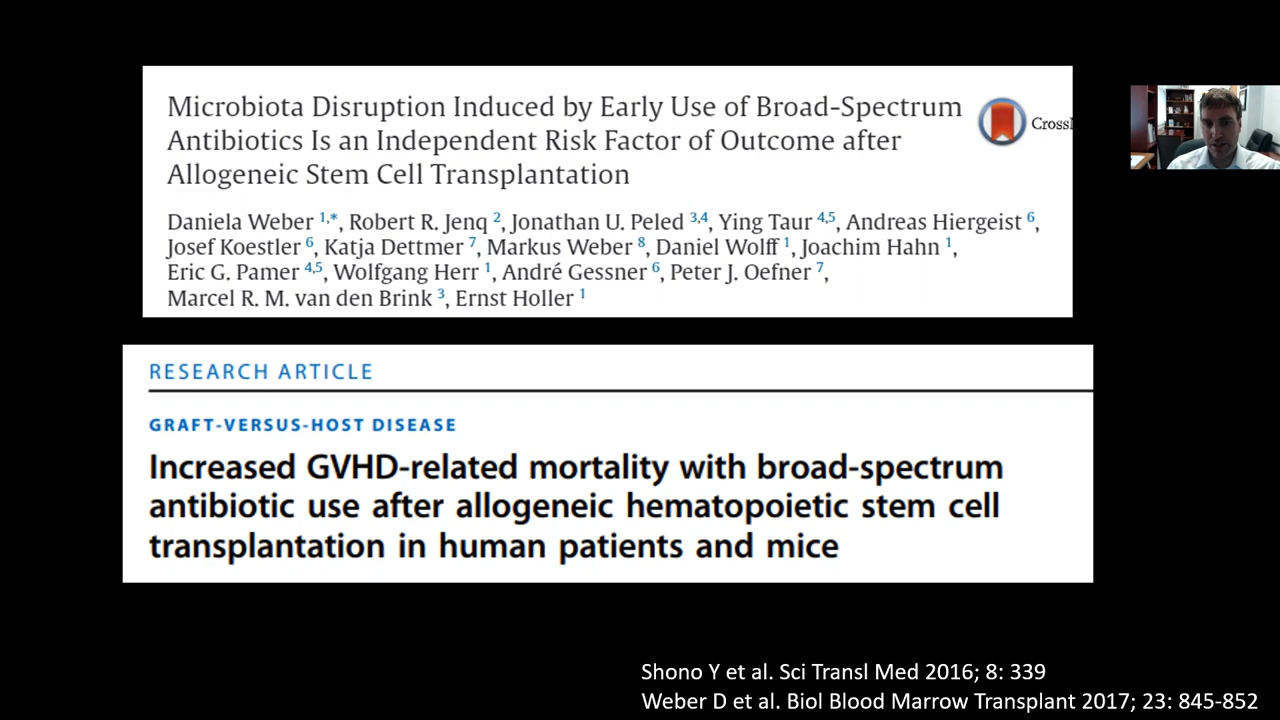 Microbiota Disruption Induced by Early Use of Broad-Spectrum
Antibiotics Is an Independent Risk Factor of Outcome after
Allogeneic Stem Cell Transplantation
CrossM
Daniela Weber 1,*, Robert R. Jenq 2, Jonathan U. Peled 3,4, Ying Taur 4,5, Andreas Hiergeist 6,
Josef Koestler 6, Katja Dettmer 7, Markus Weber 8, Daniel Wolff 1, Joachim Hahn 1,
Eric G. Pamer 4,5, Wolfgang Herr 1, André Gessner 6, Peter J. Oefner 7,
Marcel R. M. van den Brink 3, Ernst Holler 1
RESEARCH ARTICLE
GRAFT-VERSUS-HOST DISEASE
Increased GVHD-related mortality with broad-spectrum
antibiotic use after allogeneic hematopoietic stem cell
transplantation in human patients and mice
Shono Y et al. Sci Transl Med 2016; 8: 339
Weber D et al. Biol Blood Marrow Transplant 2017; 23: 845-852